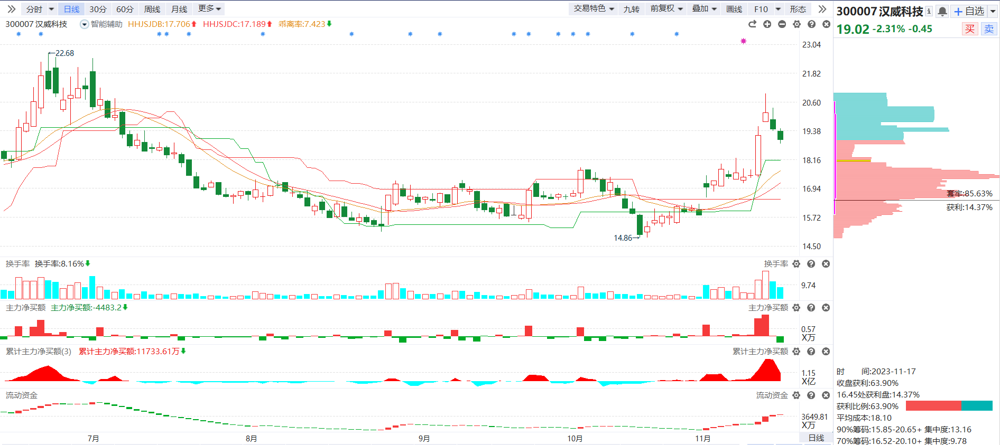 分时 日线 30分 60分 周线 月线 更多 交易特色 九转 前复权 叠加 画线 F10 形态
300007 汉威科技 智能辅助 HHJSJDB:17.706 HHJSJDC:17.189 乖离率:7.423
23.04
←22.68
21.82
20.60
19.38
18.16
16.94
15.72
14.86→
14.50
换手率 换手率:8.16% 换手率
9.74
主力净买额 主力净买额:-4483.2 主力净买额
0.57
X万
累计主力净买额(3) 累计主力净买额:11733.61万 累计主力净买额
1.15
X亿
流动资金 流动资金
3649.81
X万
7月 8月 9月 10月 11月 日线
300007 汉威科技 i +自选
19.02 -2.31% -0.45 买 卖
套牢:85.63%
获利:14.37%
时 间:2023-11-17
收盘获利:63.90%
16.45处获利盘:14.37%
获利比例:63.90%
平均成本:18.10
90%筹码:15.85-20.65+ 集中度:13.16
70%筹码:16.52-20.10+ 集中度:9.78